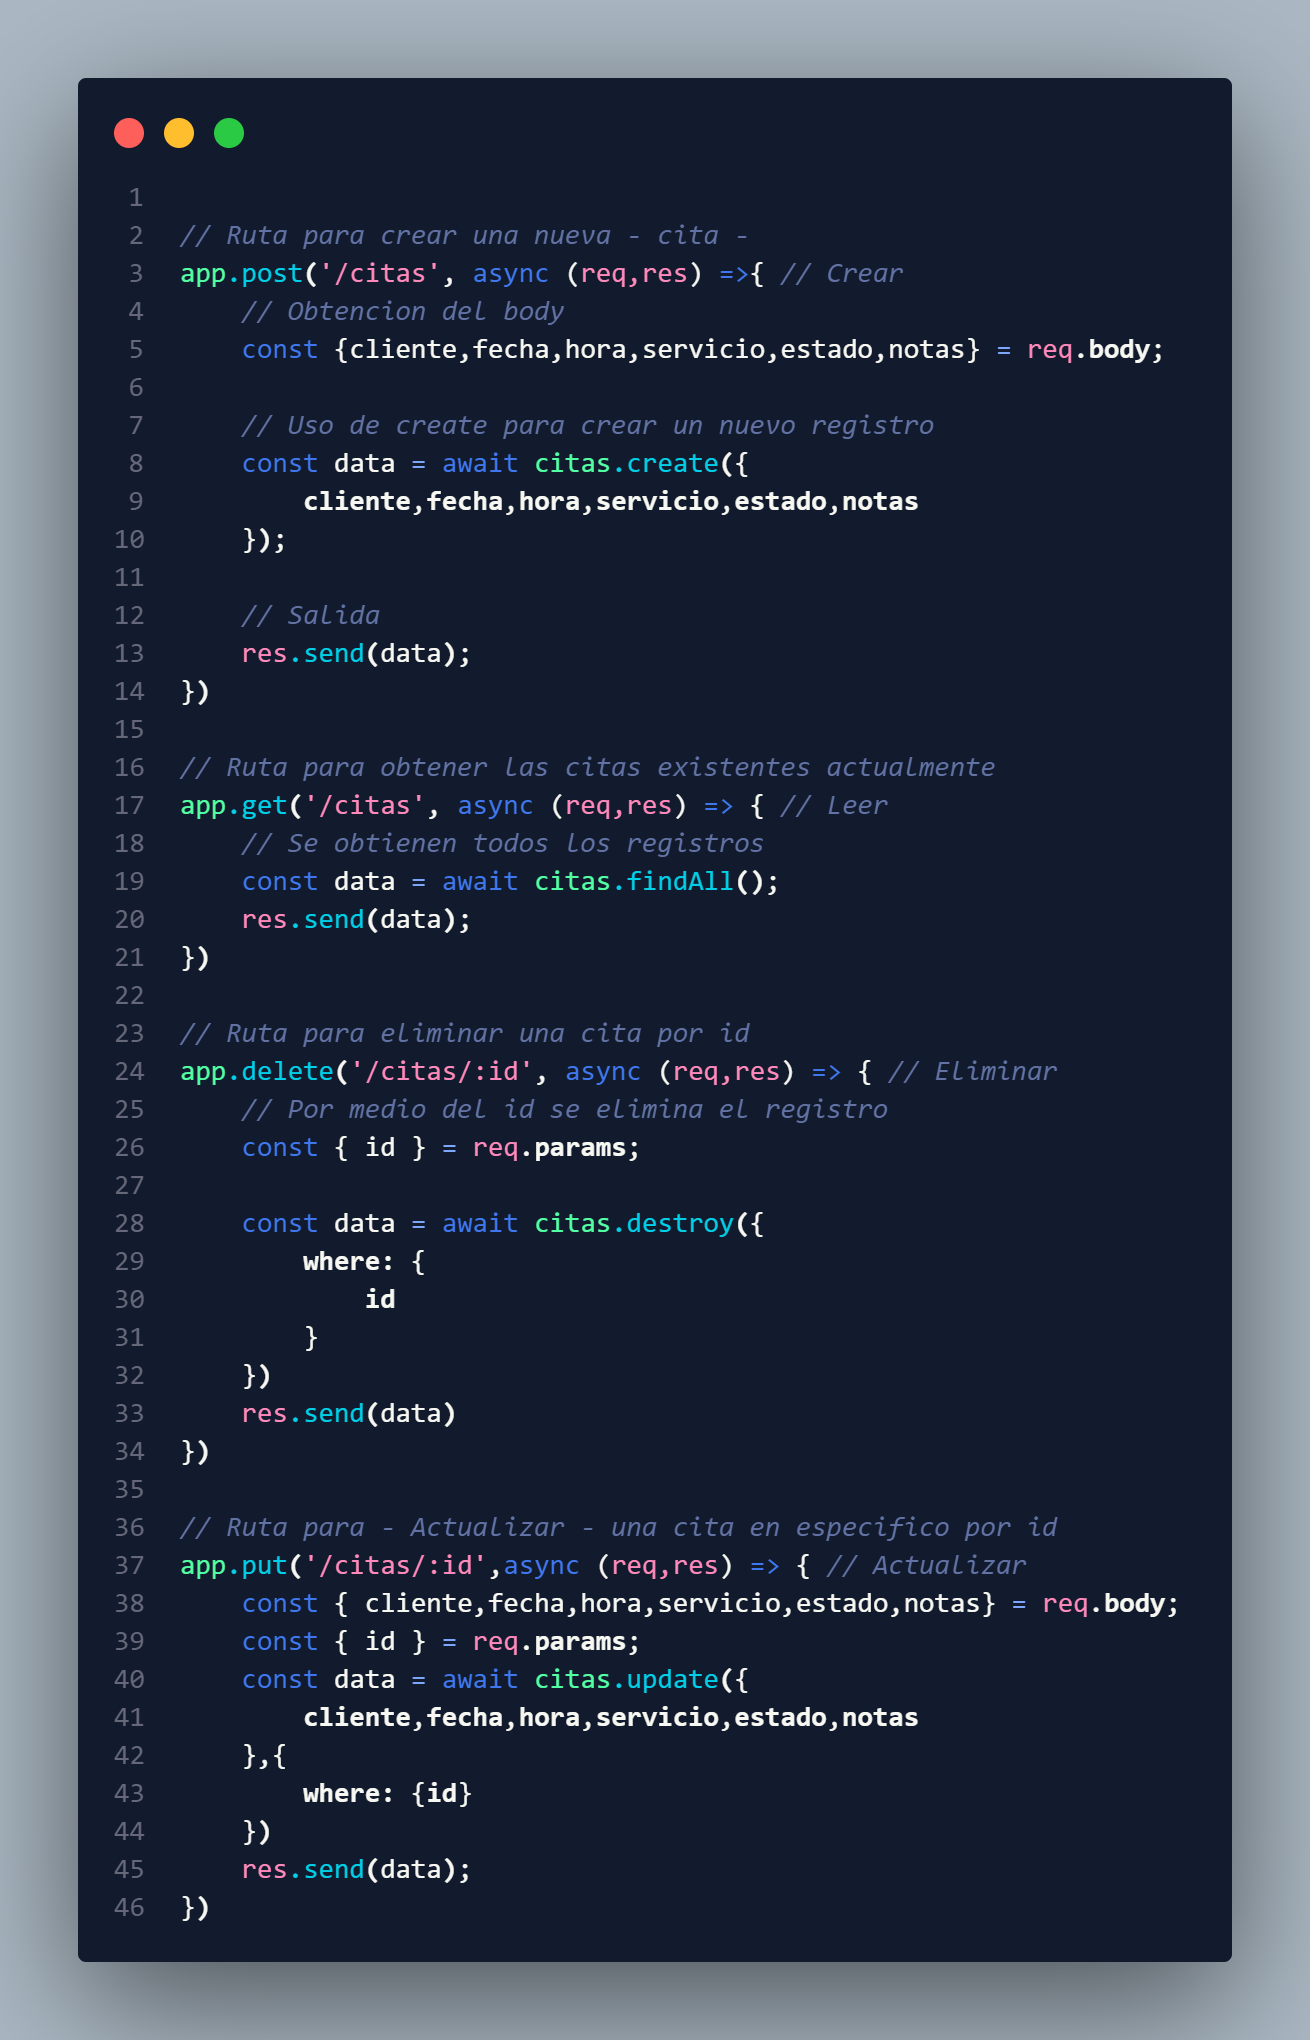 1
2 // Ruta para crear una nueva - cita -
3 app.post('/citas', async (req,res) =>{ // Crear
4     // Obtencion del body
5     const {cliente,fecha,hora,servicio,estado,notas} = req.body;
6
7     // Uso de create para crear un nuevo registro
8     const data = await citas.create({
9         cliente,fecha,hora,servicio,estado,notas
10     });
11
12     // Salida
13     res.send(data);
14 })
15
16 // Ruta para obtener las citas existentes actualmente
17 app.get('/citas', async (req,res) => { // Leer
18     // Se obtienen todos los registros
19     const data = await citas.findAll();
20     res.send(data);
21 })
22
23 // Ruta para eliminar una cita por id
24 app.delete('/citas/:id', async (req,res) => { // Eliminar
25     // Por medio del id se elimina el registro
26     const { id } = req.params;
27
28     const data = await citas.destroy({
29         where: {
30             id
31         }
32     })
33     res.send(data)
34 })
35
36 // Ruta para - Actualizar - una cita en especifico por id
37 app.put('/citas/:id',async (req,res) => { // Actualizar
38     const { cliente,fecha,hora,servicio,estado,notas} = req.body;
39     const { id } = req.params;
40     const data = await citas.update({
41         cliente,fecha,hora,servicio,estado,notas
42     },{
43         where: {id}
44     })
45     res.send(data);
46 })